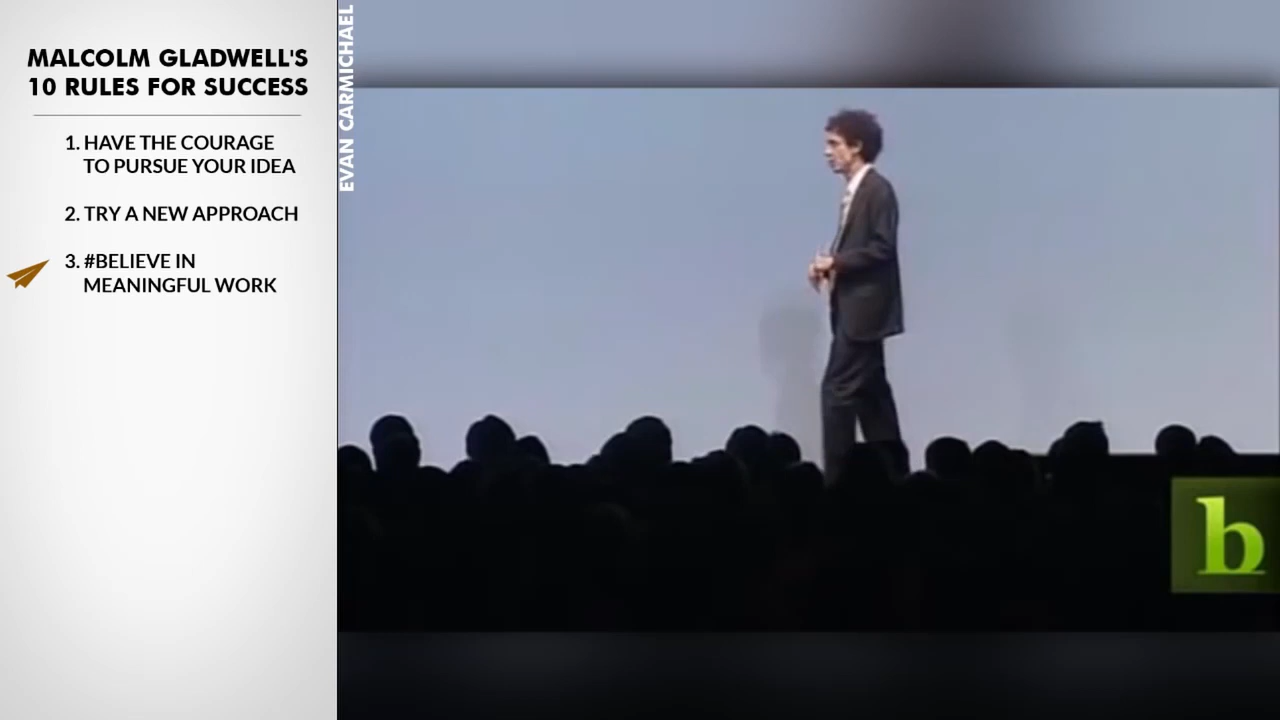 MALCOLM GLADWELL'S
10 RULES FOR SUCCESS
1. HAVE THE COURAGE
TO PURSUE YOUR IDEA
2. TRY A NEW APPROACH
3. #BELIEVE IN
MEANINGFUL WORK
EVAN CARMICHAEL
b